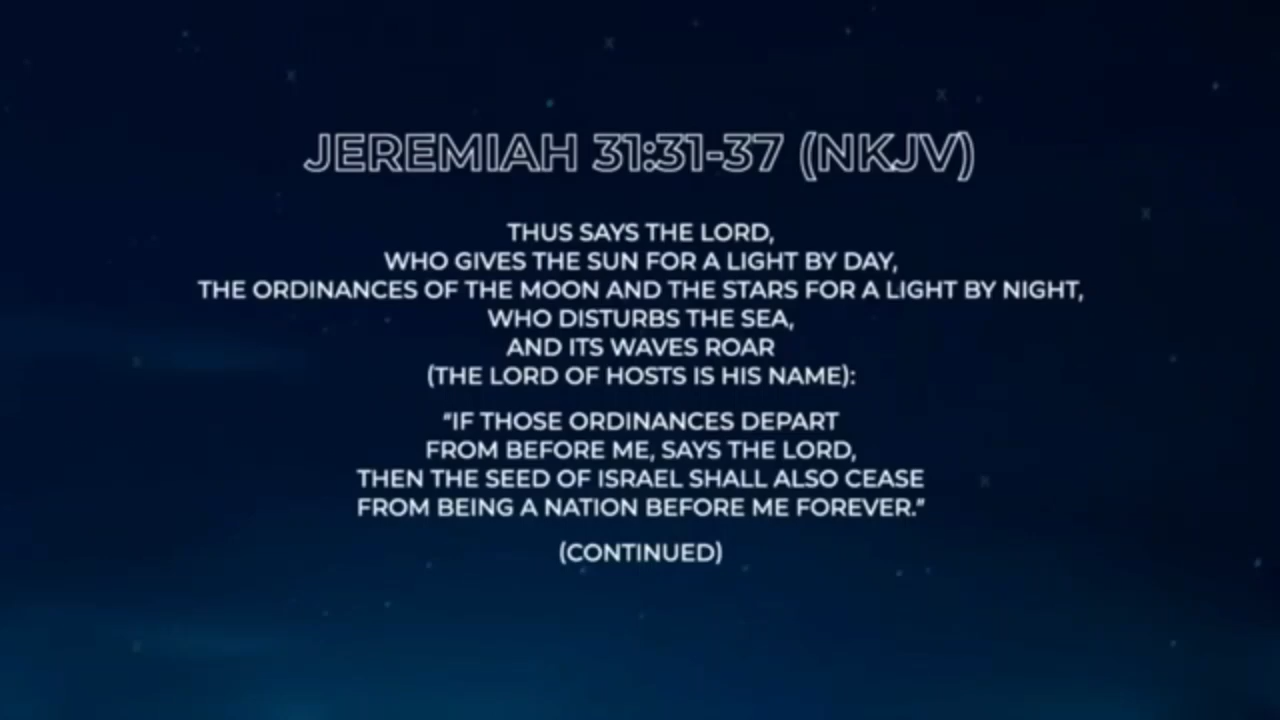 JEREMIAH 31:31-37 (NKJV)
THUS SAYS THE LORD,
WHO GIVES THE SUN FOR A LIGHT BY DAY,
THE ORDINANCES OF THE MOON AND THE STARS FOR A LIGHT BY NIGHT,
WHO DISTURBS THE SEA,
AND ITS WAVES ROAR
(THE LORD OF HOSTS IS HIS NAME):
“IF THOSE ORDINANCES DEPART
FROM BEFORE ME, SAYS THE LORD,
THEN THE SEED OF ISRAEL SHALL ALSO CEASE
FROM BEING A NATION BEFORE ME FOREVER.”
(CONTINUED)